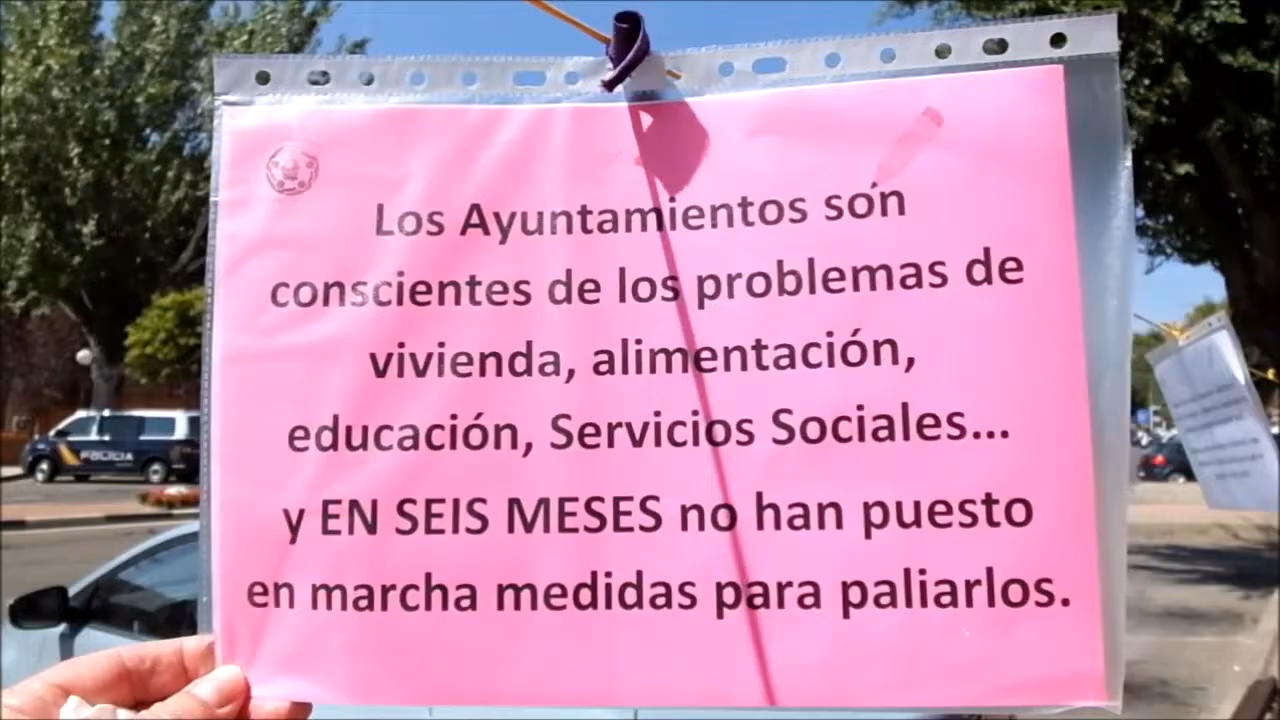 Los Ayuntamientos son
conscientes de los problemas de
vivienda, alimentación,
educación, Servicios Sociales...
y EN SEIS MESES no han puesto
en marcha medidas para paliarlos.
POLICIA